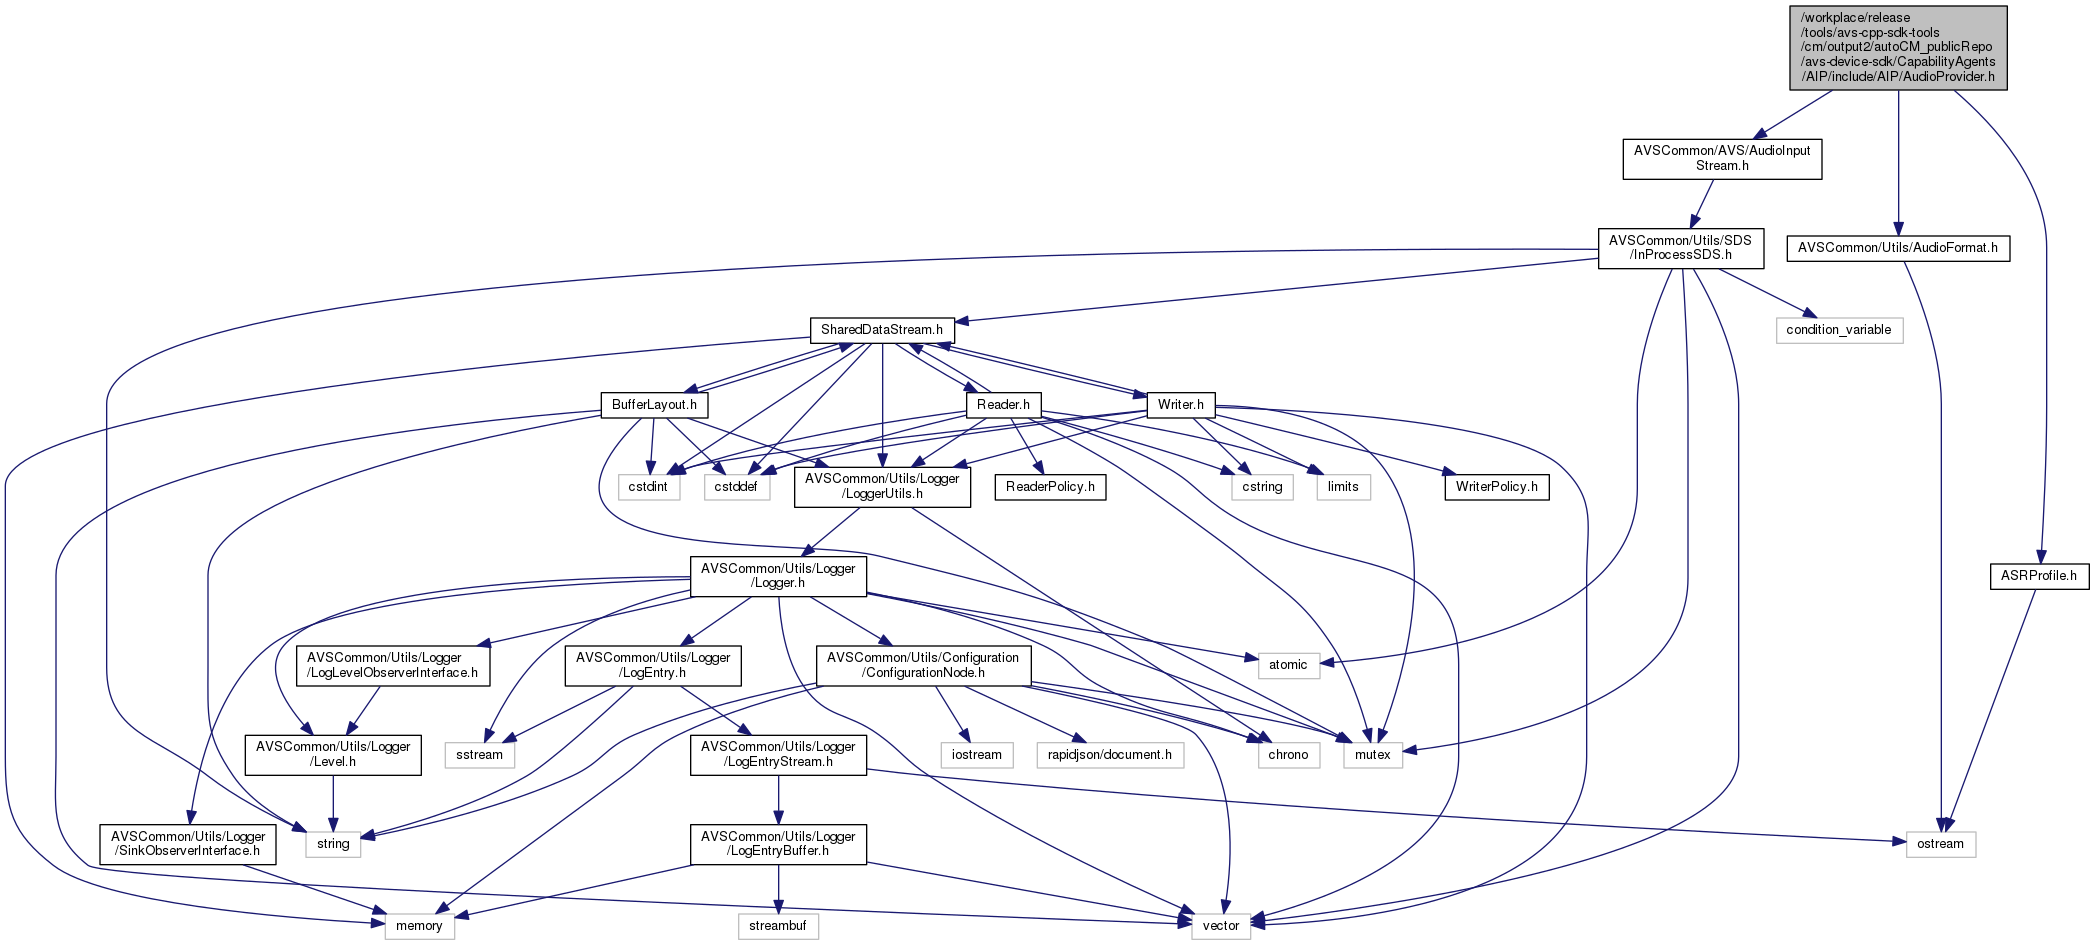 /workplace/release
/tools/avs-cpp-sdk-tools
/cm/output2/autoCM_publicRepo
/avs-device-sdk/CapabilityAgents
/AIP/include/AIP/AudioProvider.h
AVSCommon/AVS/AudioInput
Stream.h
AVSCommon/Utils/SDS
/InProcessSDS.h
AVSCommon/Utils/AudioFormat.h
SharedDataStream.h
condition_variable
BufferLayout.h
Reader.h
Writer.h
cstdint
cstddef
AVSCommon/Utils/Logger
/LoggerUtils.h
ReaderPolicy.h
cstring
limits
WriterPolicy.h
AVSCommon/Utils/Logger
/Logger.h
ASRProfile.h
AVSCommon/Utils/Logger
/LogLevelObserverInterface.h
AVSCommon/Utils/Logger
/LogEntry.h
AVSCommon/Utils/Configuration
/ConfigurationNode.h
atomic
AVSCommon/Utils/Logger
/Level.h
sstream
AVSCommon/Utils/Logger
/LogEntryStream.h
iostream
rapidjson/document.h
chrono
mutex
AVSCommon/Utils/Logger
/SinkObserverInterface.h
string
AVSCommon/Utils/Logger
/LogEntryBuffer.h
ostream
memory
streambuf
vector